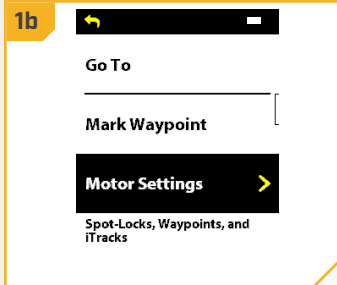 1b
Go To
Mark Waypoint
Motor Settings
Spot-Locks, Waypoints, and
iTracks